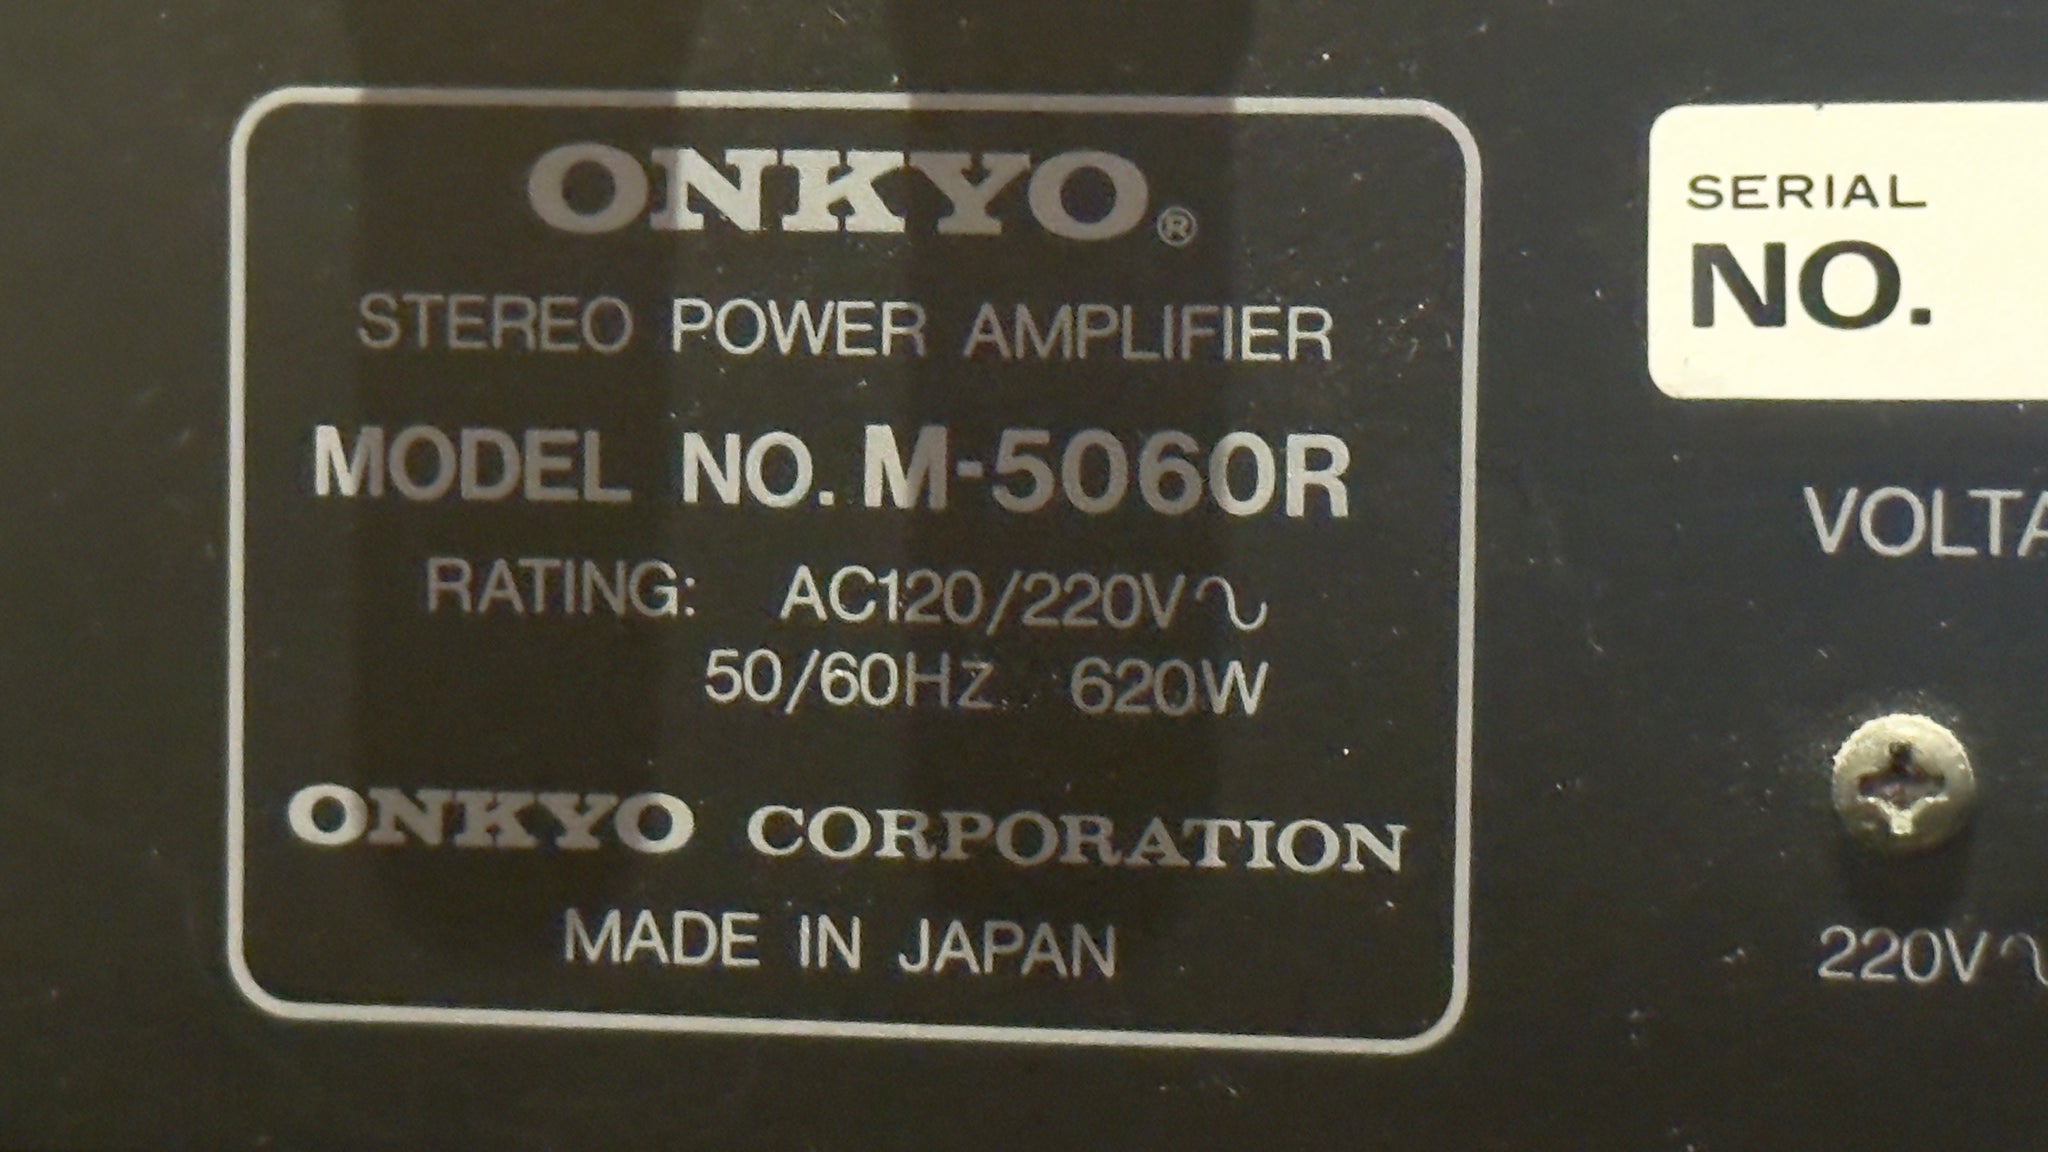 ONKYO®
STEREO POWER AMPLIFIER
MODEL NO. M-5060R
RATING: AC120/220V∿
50/60Hz 620W
ONKYO CORPORATION
MADE IN JAPAN
SERIAL
NO.
VOLTA
220V∿